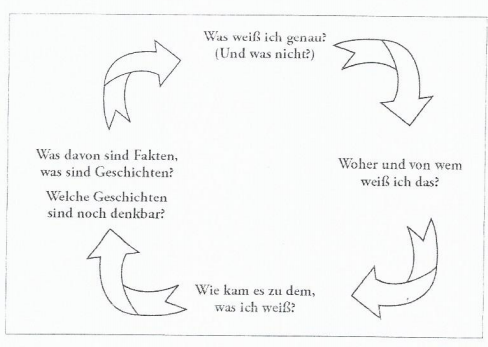 Was weiß ich genau?
(Und was nicht?)
Woher und von wem
weiß ich das?
Wie kam es zu dem,
was ich weiß?
Was davon sind Fakten,
was sind Geschichten?
Welche Geschichten
sind noch denkbar?